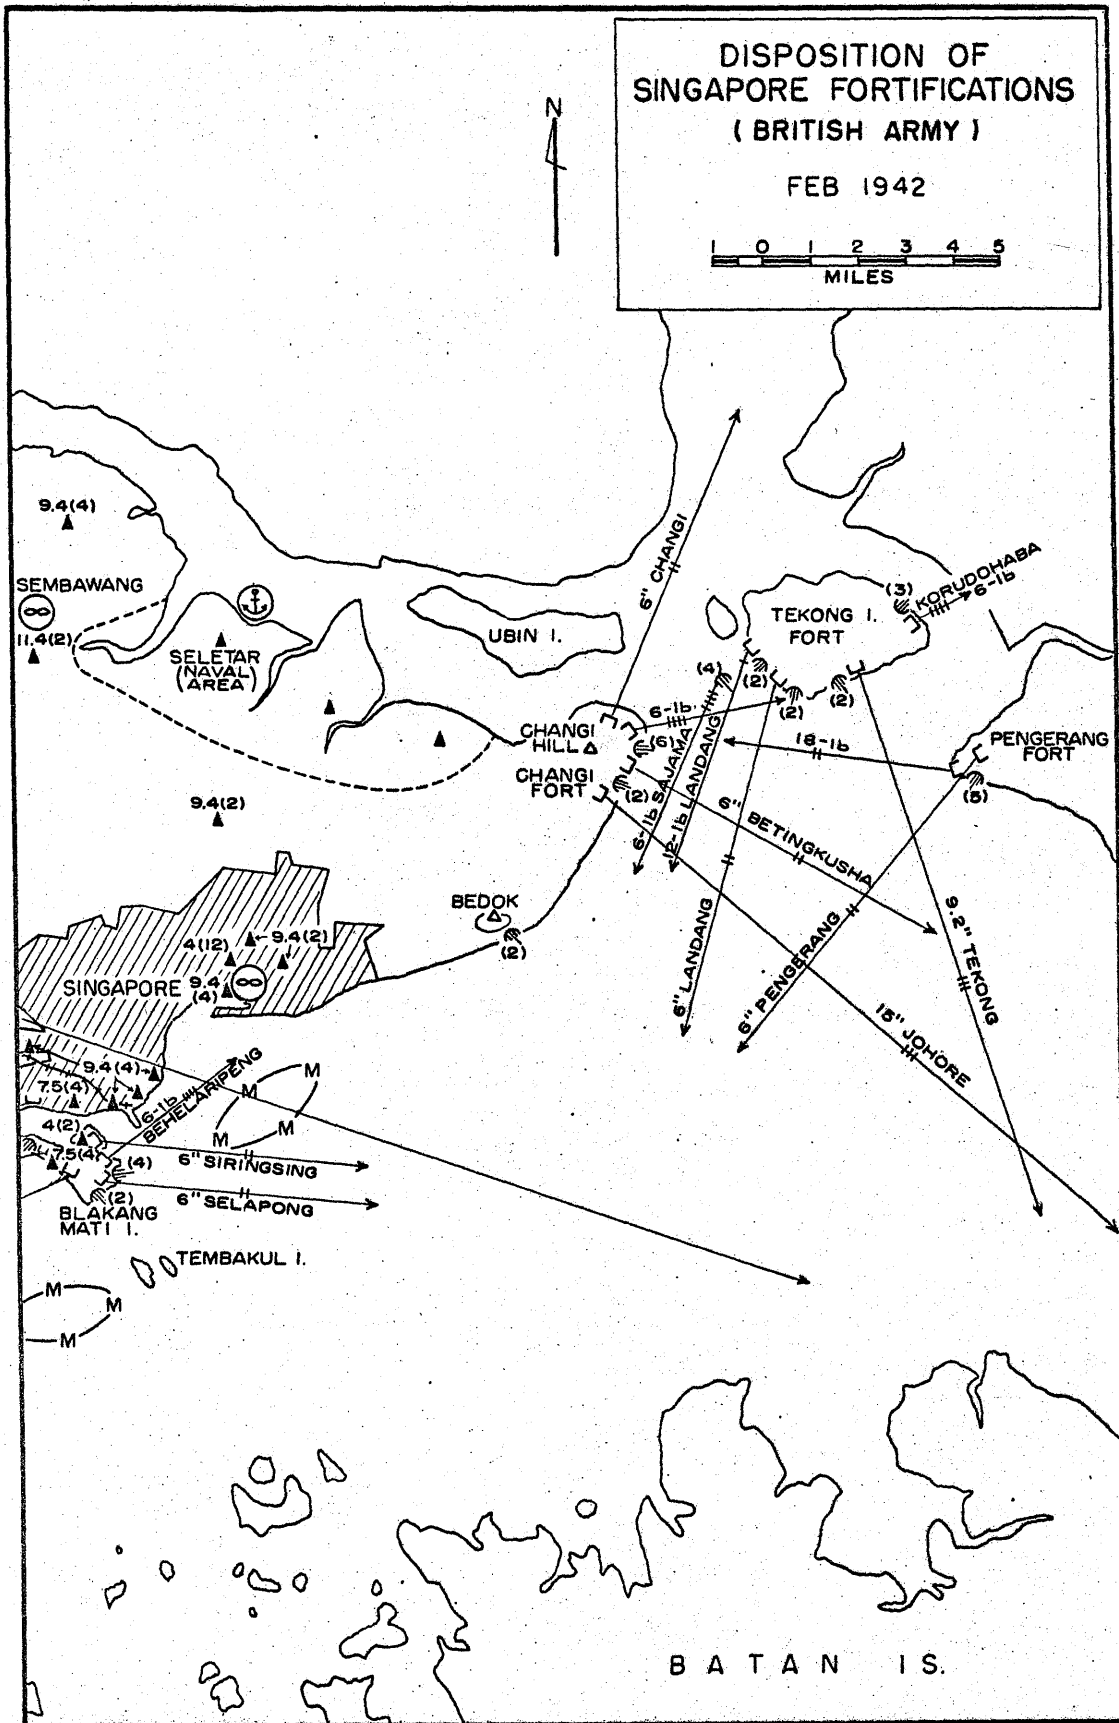 DISPOSITION OF
SINGAPORE FORTIFICATIONS
( BRITISH ARMY )
FEB 1942
1 0 1 2 3 4 5
MILES
N
9.4(4)
SEMBAWANG
11.4(2)
SELETAR
(NAVAL)
(AREA)
UBIN I.
6" CHANGI
TEKONG I.
FORT
(3)
KORUDOHABA
6-lb
(4)
(2)
(2)
(2)
6-lb
CHANGI
HILL
(6)
CHANGI
FORT
(2)
6-lb SAJAMA
12-lb LANDANG
18-lb
PENGERANG
FORT
(5)
6" BETINGKUSHA
9.4(2)
BEDOK
(2)
6" LANDANG
6" PENGERANG
9.2" TEKONG
15" JOHORE
4(12)
9.4(2)
SINGAPORE
9.4
(4)
9.4(4)
7.5(4)
6-lb
BEHELARIPENG
M
M
M
M
4(2)
7.5(4)
(4)
6" SIRINGSING
(2)
6" SELAPONG
BLAKANG
MATI I.
TEMBAKUL I.
M
M
M
BATAN IS.